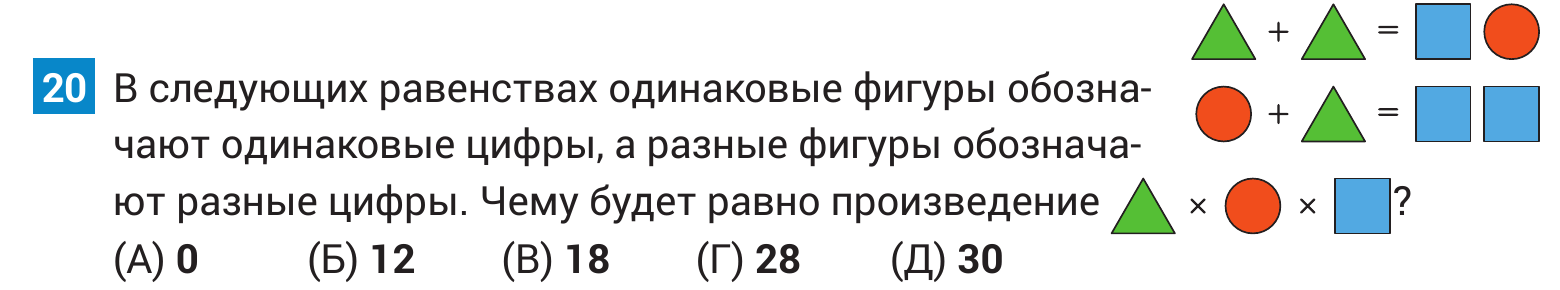 + =
20 В следующих равенствах одинаковые фигуры обозна-
+ =
чают одинаковые цифры, а разные фигуры обознача-
ют разные цифры. Чему будет равно произведение × × ?
(А) 0 (Б) 12 (В) 18 (Г) 28 (Д) 30